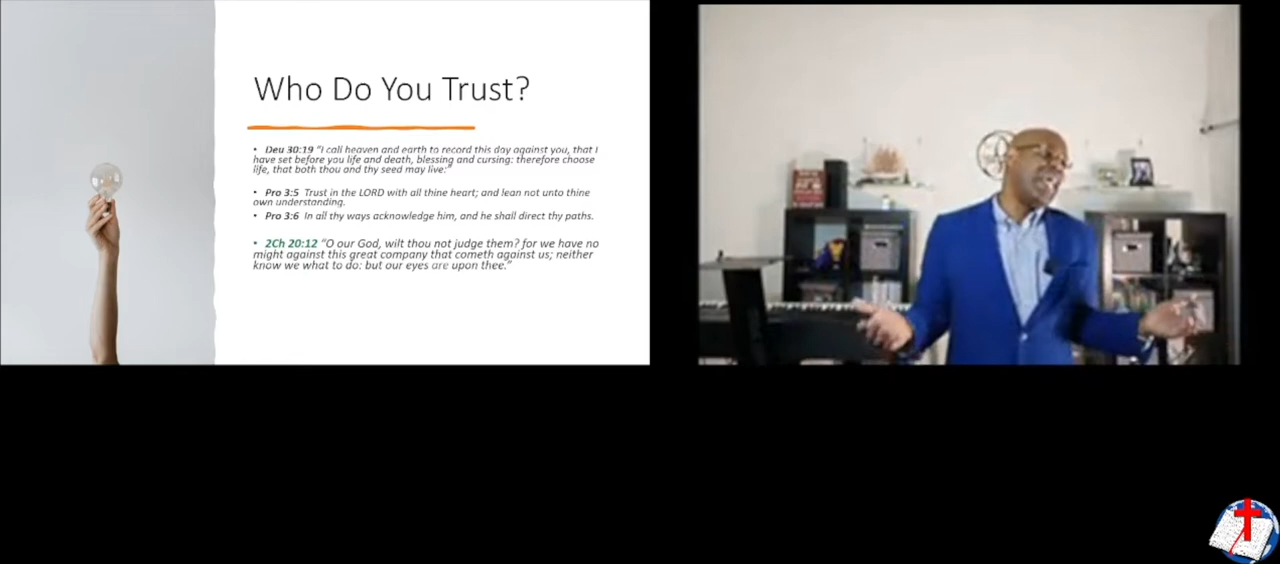 Who Do You Trust?
• Deu 30:19 “I call heaven and earth to record this day against you, that I
have set before you life and death, blessing and cursing: therefore choose
life, that both thou and thy seed may live:”
• Pro 3:5 Trust in the LORD with all thine heart; and lean not unto thine
own understanding.
• Pro 3:6 In all thy ways acknowledge him, and he shall direct thy paths.
• 2Ch 20:12 “O our God, wilt thou not judge them? for we have no
might against this great company that cometh against us; neither
know we what to do: but our eyes are upon thee.”